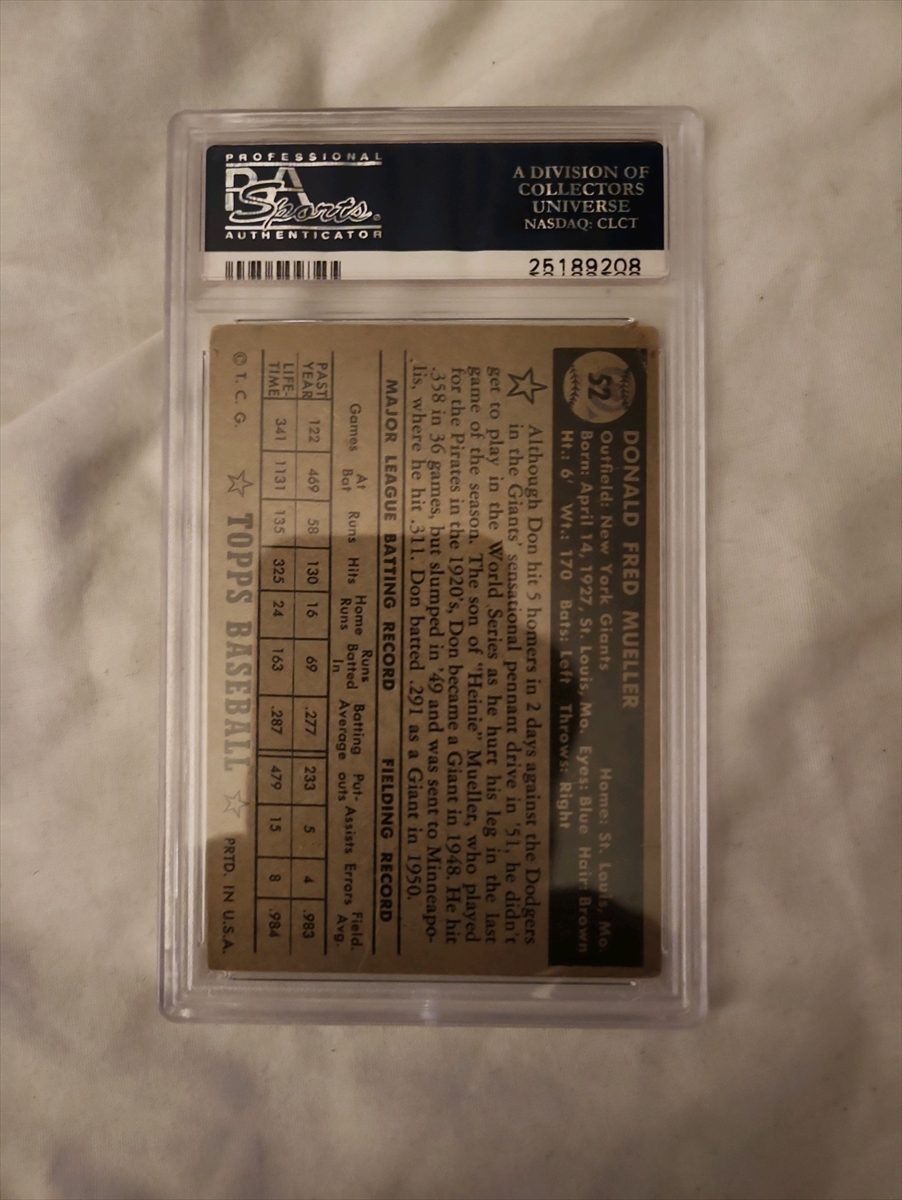 PROFESSIONAL
PSA
Sports
AUTHENTICATOR
A DIVISION OF
COLLECTORS
UNIVERSE
NASDAQ: CLCT
25189208
52
DONALD FRED MUELLER
Outfield: New York Giants Home: St. Louis, Mo.
Born: April 14, 1927, St. Louis, Mo. Eyes: Blue Hair: Brown
Ht.: 6' Wt.: 170 Bats: Left Throws: Right
Although Don hit 5 homers in 2 days against the Dodgers
in the Giants' sensational pennant drive in '51, he didn't
get to play in the World Series as he hurt his leg in the last
game of the season. The son of "Heinie" Mueller, who played
for the Pirates in the 1920's, Don became a Giant in 1948. He hit
.358 in 36 games, but slumped in '49 and was sent to Minneapo-
lis, where he hit .311. Don batted .291 as a Giant in 1950.
MAJOR LEAGUE BATTING RECORD FIELDING RECORD
Games At Bat Runs Hits Home Runs Runs Batted In Batting Average Put-outs Assists Errors Field. Avg.
PAST YEAR 122 469 58 130 16 69 .277 233 5 4 .983
LIFE-TIME 341 1131 135 325 24 163 .287 479 15 8 .984
© T. C. G. TOPPS BASEBALL PRTD. IN U.S.A.